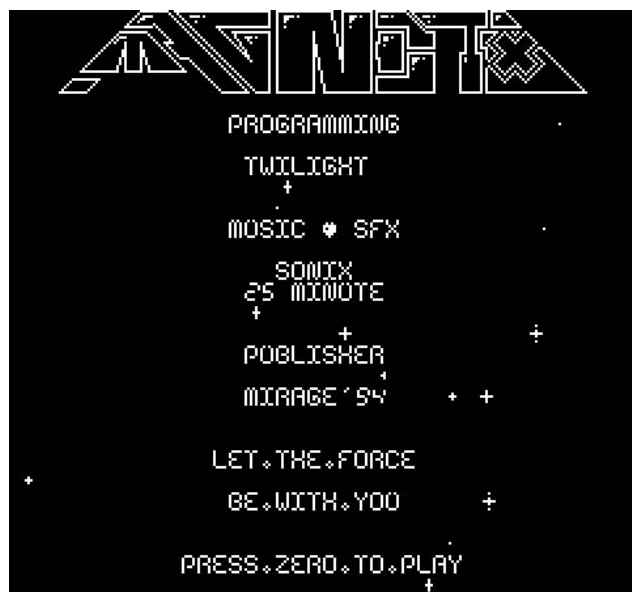 PROGRAMMING
TWILIGHT
MUSIC ♥ SFX
SONIX
25 MINUTE
PUBLISHER
MIRAGE'94
LET.THE.FORCE
BE.WITH.YOU
PRESS.ZERO.TO.PLAY